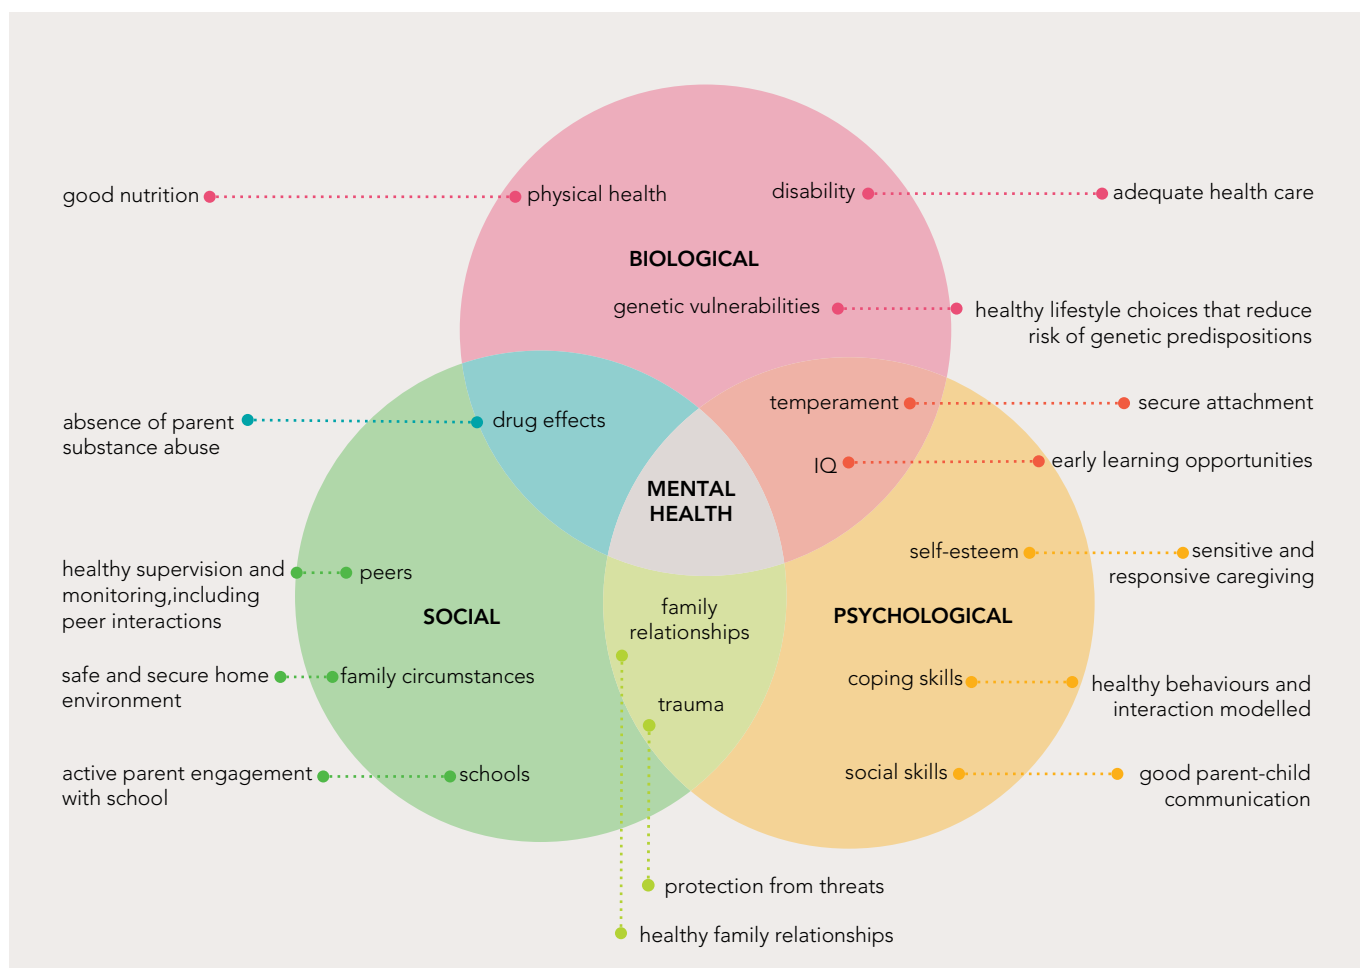 good nutrition
physical health
disability
adequate health care
BIOLOGICAL
genetic vulnerabilities
healthy lifestyle choices that reduce
risk of genetic predispositions
absence of parent
substance abuse
drug effects
temperament
secure attachment
IQ
early learning opportunities
MENTAL
HEALTH
healthy supervision and
monitoring,including
peer interactions
peers
SOCIAL
family
relationships
self-esteem
sensitive and
responsive caregiving
PSYCHOLOGICAL
safe and secure home
environment
family circumstances
trauma
coping skills
healthy behaviours and
interaction modelled
active parent engagement
with school
schools
social skills
good parent-child
communication
protection from threats
healthy family relationships